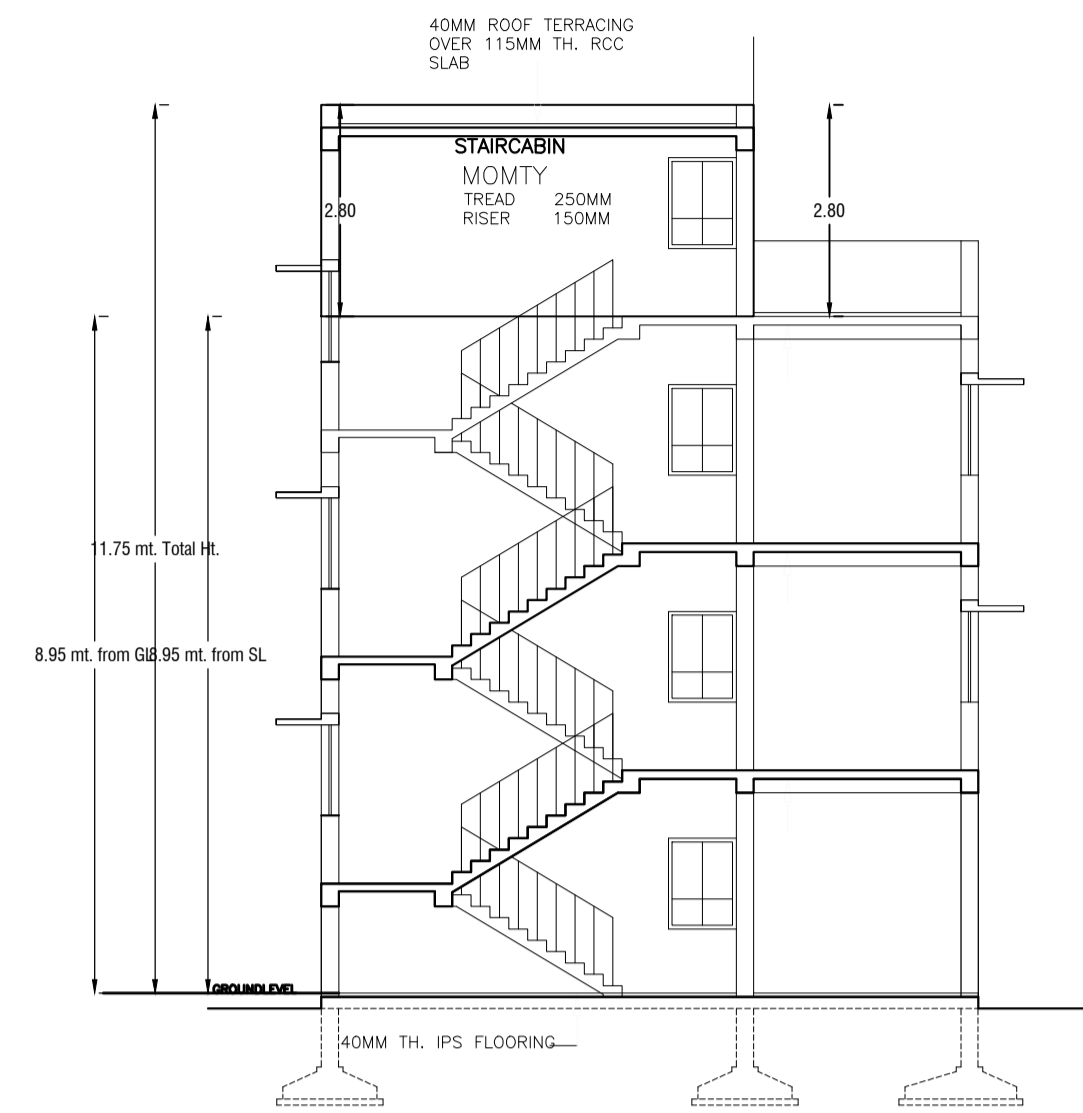 40MM ROOF TERRACING
OVER 115MM TH. RCC
SLAB
STAIRCABIN
MOMTY
TREAD 250MM
RISER 150MM
2.80
2.80
11.75 mt. Total Ht.
8.95 mt. from GL
8.95 mt. from SL
GROUNDLEVEL
40MM TH. IPS FLOORING